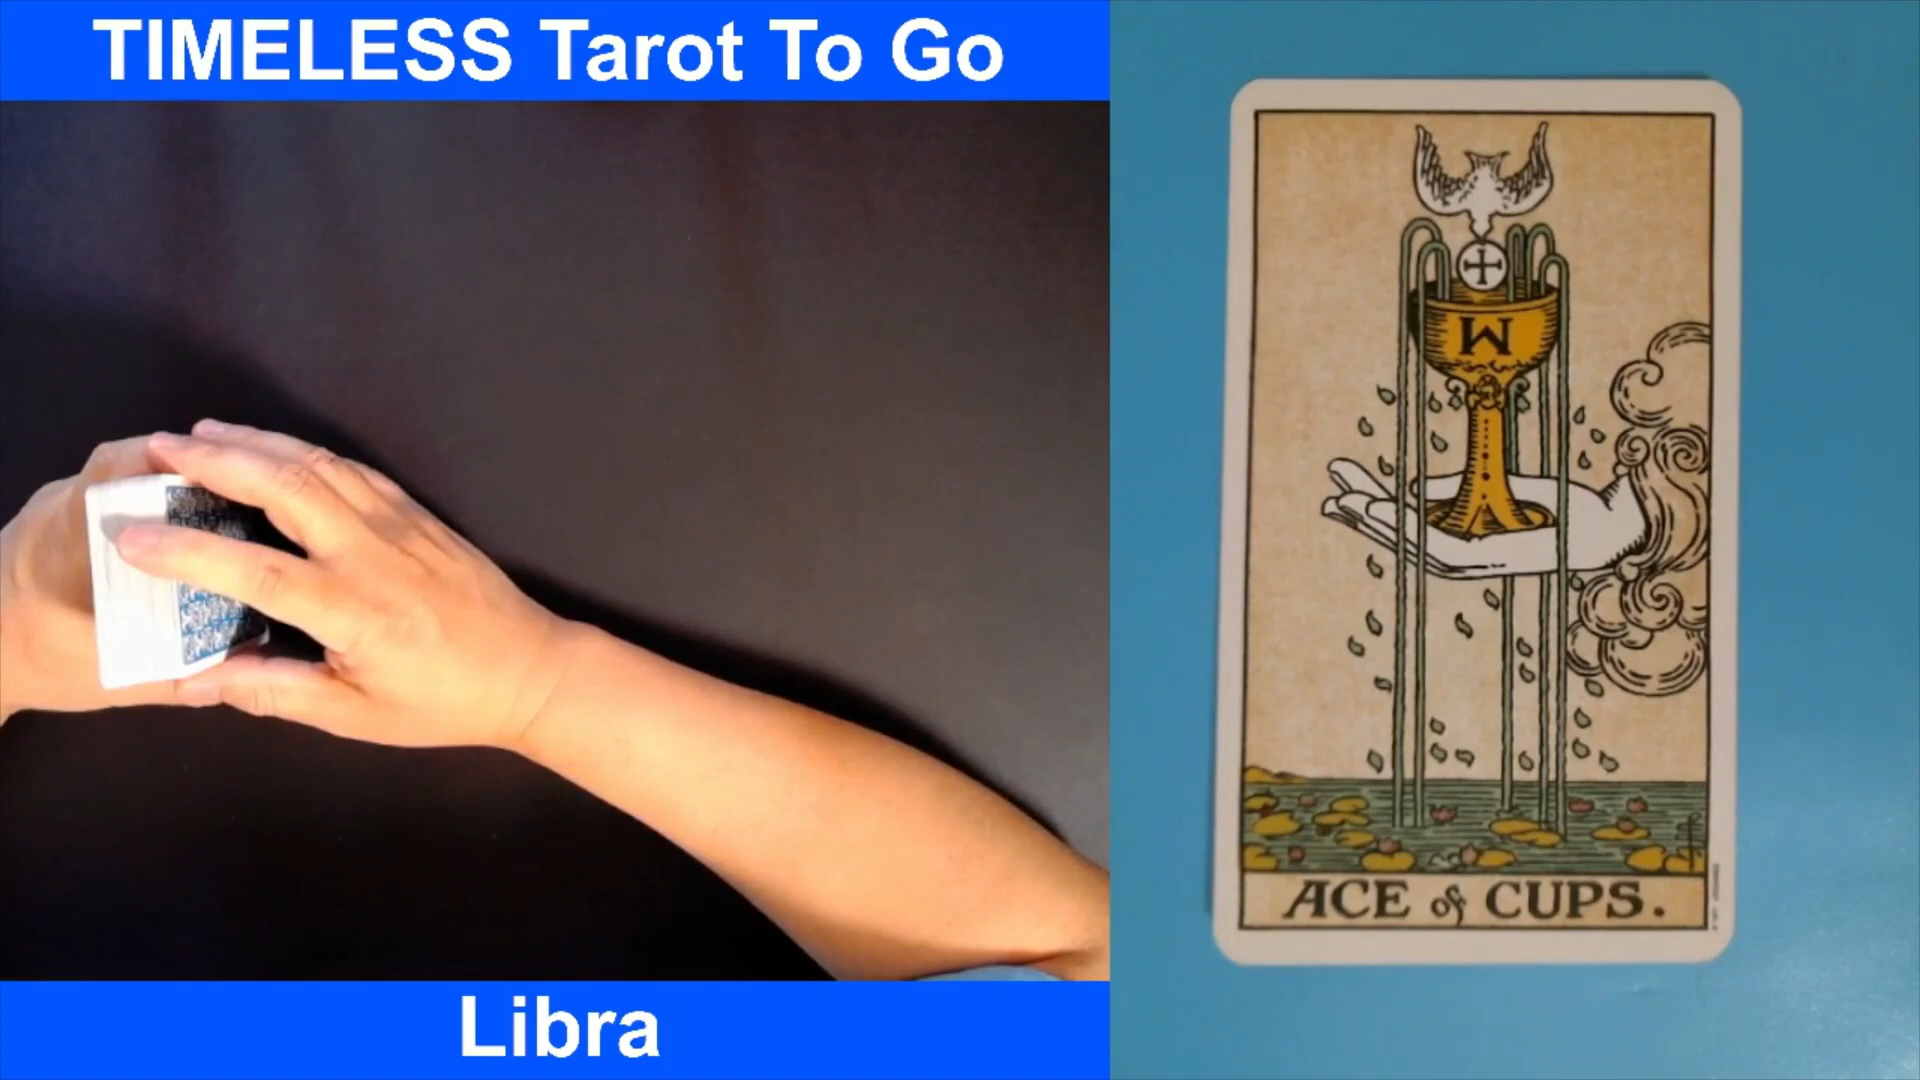 TIMELESS Tarot To Go
W
ACE of CUPS.
Libra